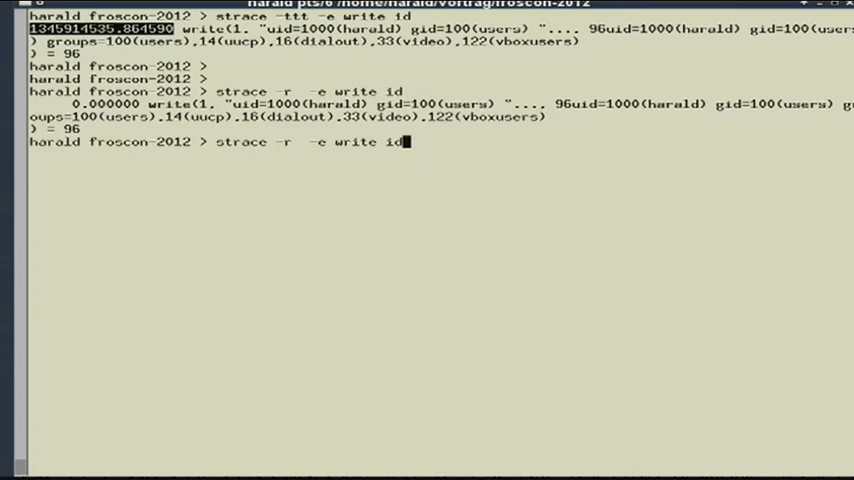 harald pts/6 /home/harald/vortrag/froscon-2012
harald froscon-2012 > strace -ttt -e write id
1345914535.864590 write(1, "uid=1000(harald) gid=100(users) "..., 96uid=1000(harald) gid=100(users
) groups=100(users),14(uucp),16(dialout),33(video),122(vboxusers)
) = 96
harald froscon-2012 >
harald froscon-2012 >
harald froscon-2012 > strace -r  -e write id
0.000000 write(1, "uid=1000(harald) gid=100(users) "..., 96uid=1000(harald) gid=100(users) gr
oups=100(users),14(uucp),16(dialout),33(video),122(vboxusers)
) = 96
harald froscon-2012 > strace -r  -e write id